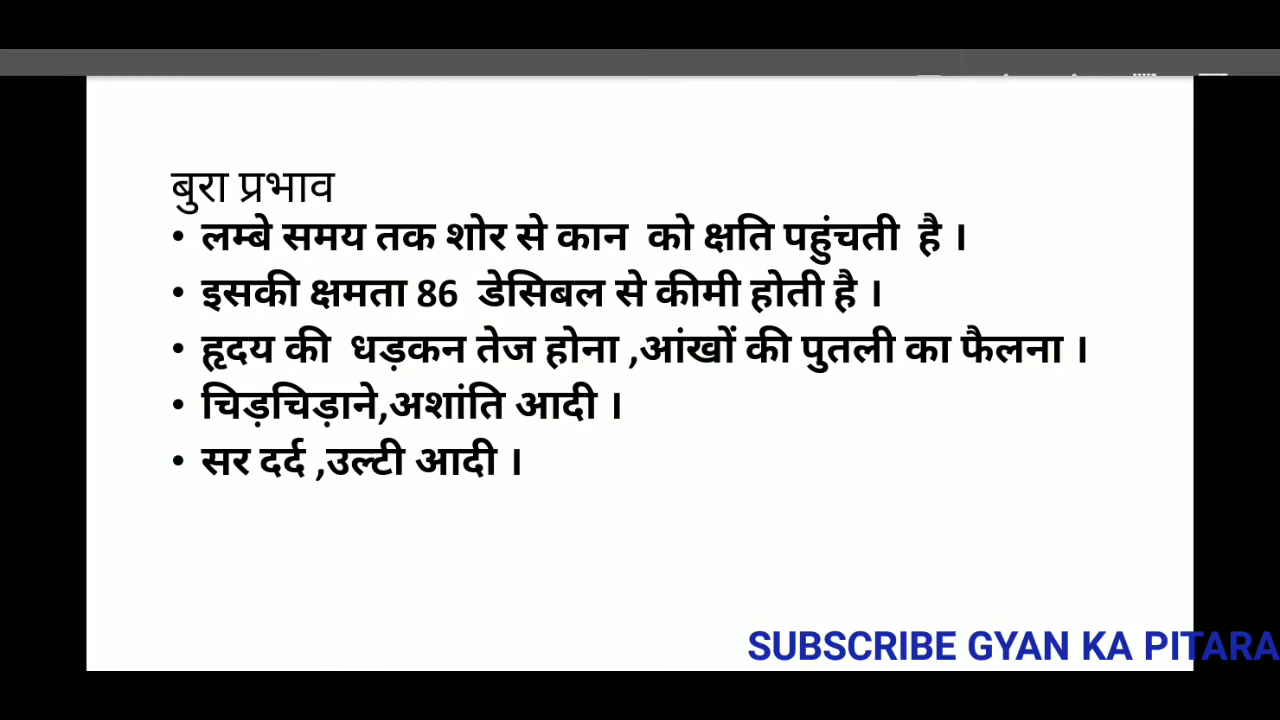 बुरा प्रभाव
• लम्बे समय तक शोर से कान को क्षति पहुंचती है ।
• इसकी क्षमता 86 डेसिबल से कीमी होती है ।
• हृदय की धड़कन तेज होना ,आंखों की पुतली का फैलना ।
• चिड़चिड़ाने,अशांति आदी ।
• सर दर्द ,उल्टी आदी ।
SUBSCRIBE GYAN KA PITARA